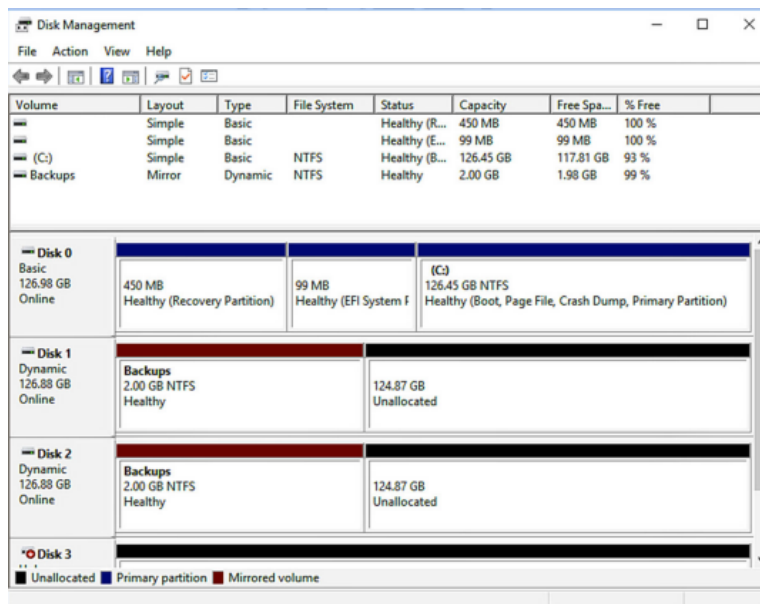 Disk Management
File Action View Help
Volume Layout Type File System Status Capacity Free Spa... % Free
Simple Basic Healthy (R... 450 MB 450 MB 100 %
Simple Basic Healthy (E... 99 MB 99 MB 100 %
(C:) Simple Basic NTFS Healthy (B... 126.45 GB 117.81 GB 93 %
Backups Mirror Dynamic NTFS Healthy 2.00 GB 1.98 GB 99 %
Disk 0
Basic
126.98 GB
Online
450 MB
Healthy (Recovery Partition)
99 MB
Healthy (EFI System P
(C:)
126.45 GB NTFS
Healthy (Boot, Page File, Crash Dump, Primary Partition)
Disk 1
Dynamic
126.88 GB
Online
Backups
2.00 GB NTFS
Healthy
124.87 GB
Unallocated
Disk 2
Dynamic
126.88 GB
Online
Backups
2.00 GB NTFS
Healthy
124.87 GB
Unallocated
Disk 3
Unallocated Primary partition Mirrored volume